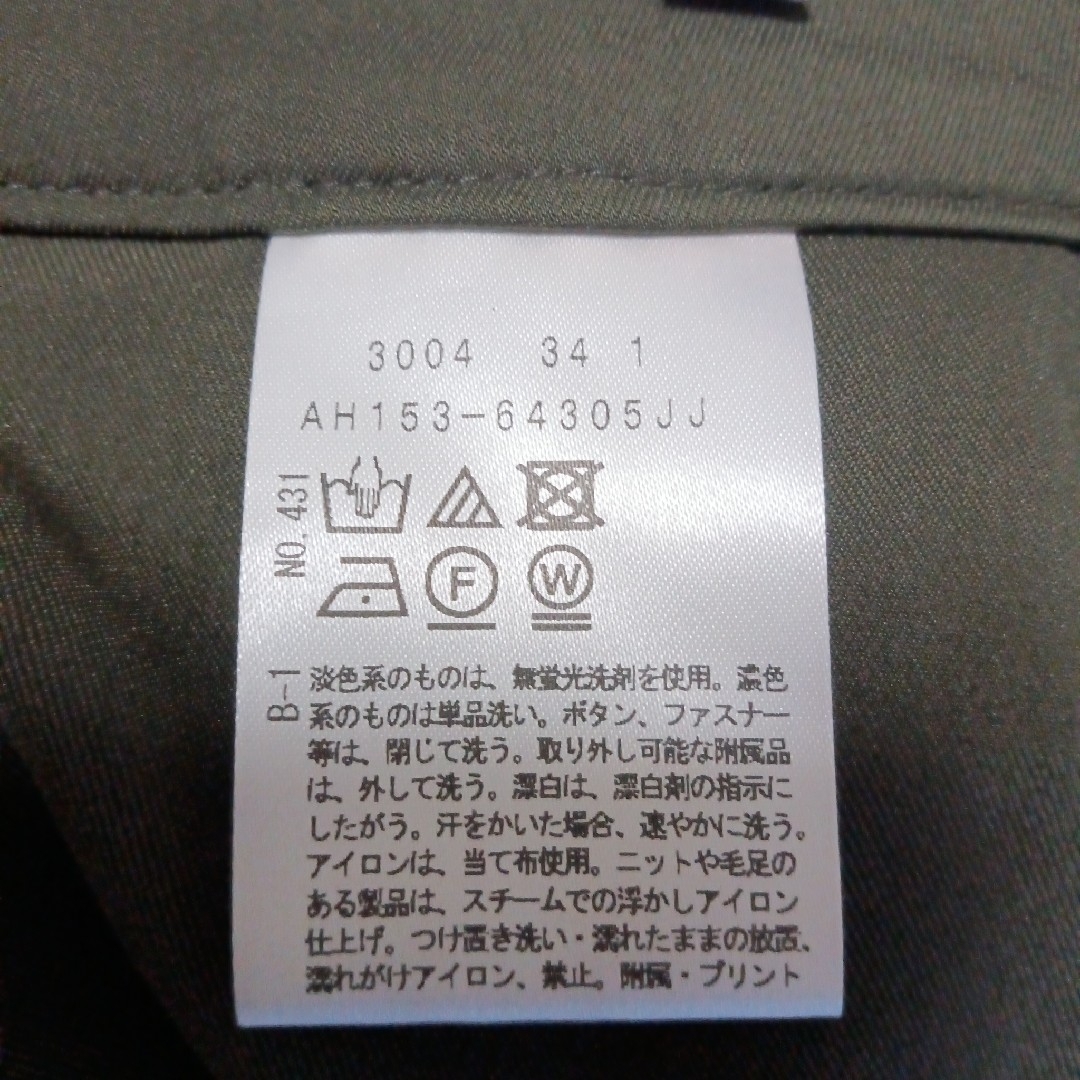 3004 34 1
AH153-64305JJ
NO. 431
F
W
B-1
淡色系のものは、無蛍光洗剤を使用。濃色
系のものは単品洗い。ボタン、ファスナー
等は、閉じて洗う。取り外し可能な附属品
は、外して洗う。漂白は、漂白剤の指示に
したがう。汗をかいた場合、速やかに洗う。
アイロンは、当て布使用。ニットや毛足の
ある製品は、スチームでの浮かしアイロン
仕上げ。つけ置き洗い・濡れたままの放置、
濡れがけアイロン、禁止。附属・プリント